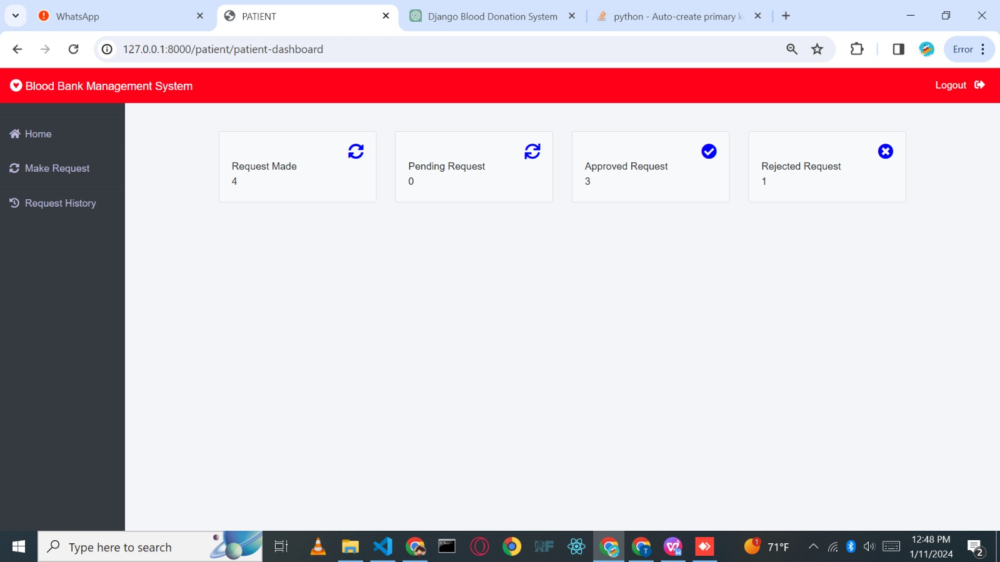 WhatsApp
PATIENT
Django Blood Donation System
python - Auto-create primary k
127.0.0.1:8000/patient/patient-dashboard
Error
Blood Bank Management System
Logout
Home
Make Request
Request History
Request Made
4
Pending Request
0
Approved Request
3
Rejected Request
1
Type here to search
71°F
12:48 PM
1/11/2024
2